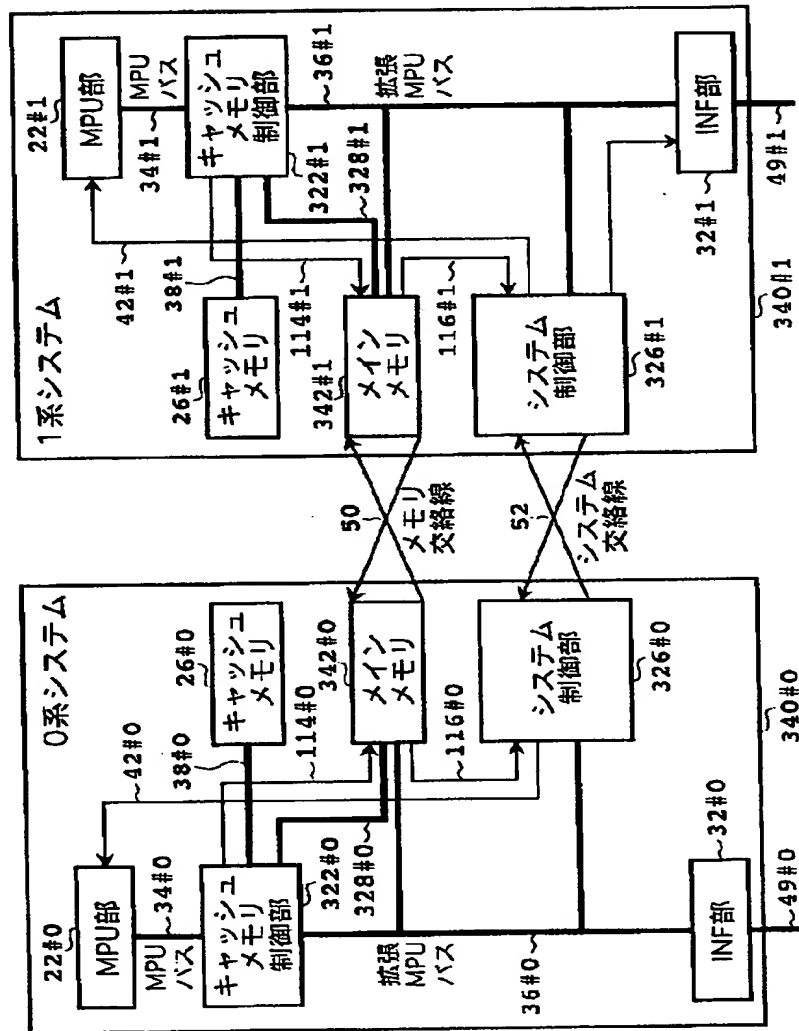 0系システム
22#0
MPU部
MPU
バス
34#0
42#0
キャッシュ
メモリ
制御部
322#0
38#0
26#0
キャッシュ
メモリ
114#0
328#0
342#0
メイン
メモリ
116#0
拡張
MPU
バス
36#0
システム
制御部
326#0
32#0
INF部
49#0
340#0
50
メモリ
交絡線
52
システム
交絡線
1系システム
22#1
MPU部
MPU
バス
34#1
42#1
キャッシュ
メモリ
制御部
322#1
38#1
26#1
キャッシュ
メモリ
114#1
328#1
342#1
メイン
メモリ
116#1
拡張
MPU
バス
36#1
システム
制御部
326#1
INF部
32#1
49#1
340#1